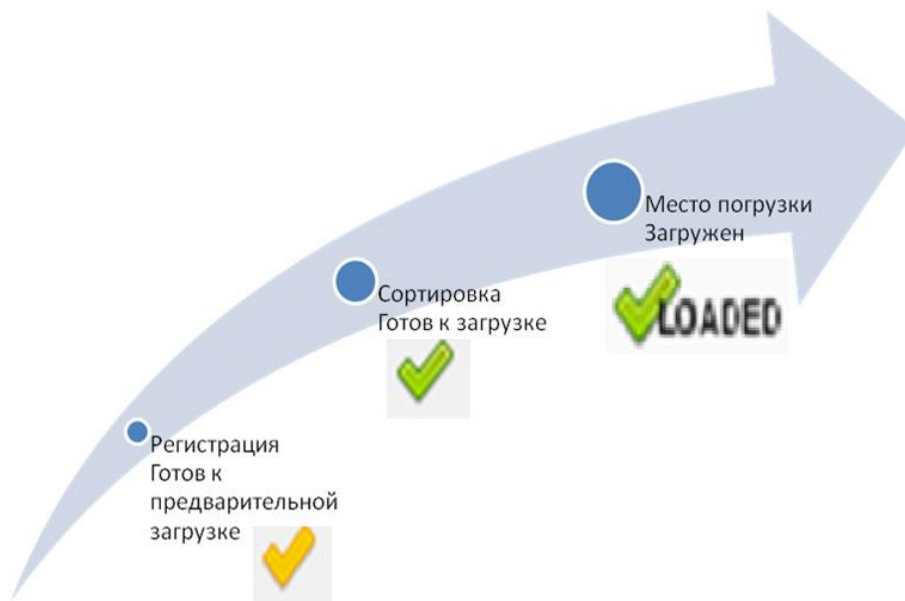 Место погрузки
Загружен
LOADED
Сортировка
Готов к загрузке
Регистрация
Готов к
предварительной
загрузке